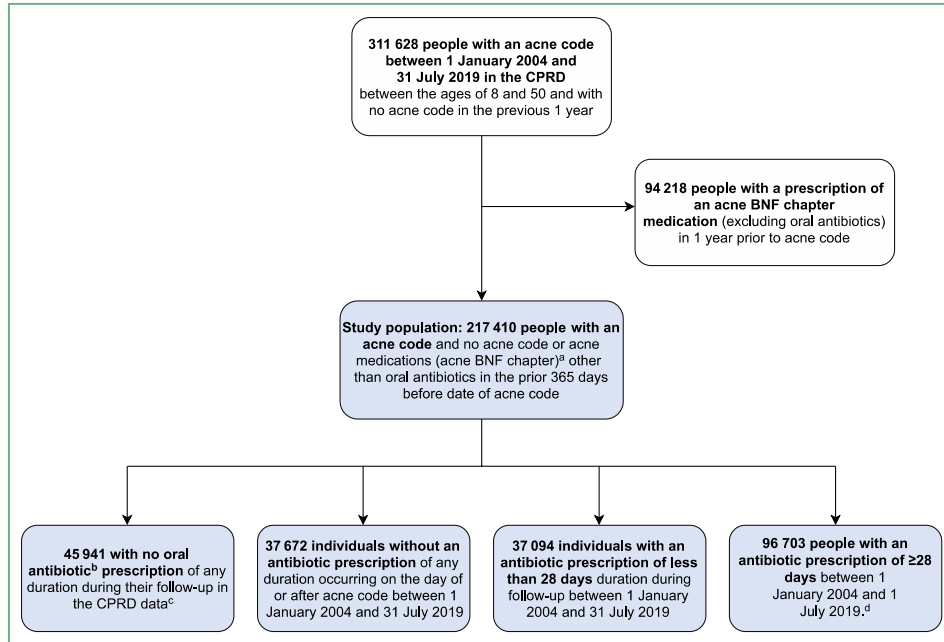 311 628 people with an acne code
between 1 January 2004 and
31 July 2019 in the CPRD
between the ages of 8 and 50 and with
no acne code in the previous 1 year
94 218 people with a prescription of
an acne BNF chapter
medication (excluding oral antibiotics)
in 1 year prior to acne code
Study population: 217 410 people with an
acne code and no acne code or acne
medications (acne BNF chapter)ᵃ other
than oral antibiotics in the prior 365 days
before date of acne code
45 941 with no oral
antibioticᵇ prescription of any
duration during their follow-up in
the CPRD dataᶜ
37 672 individuals without an
antibiotic prescription of any
duration occurring on the day of
or after acne code between 1
January 2004 and 31 July 2019
37 094 individuals with an
antibiotic prescription of less
than 28 days duration during
follow-up between 1 January
2004 and 31 July 2019
96 703 people with an
antibiotic prescription of ≥28
days between 1
January 2004 and 1
July 2019.ᵈ